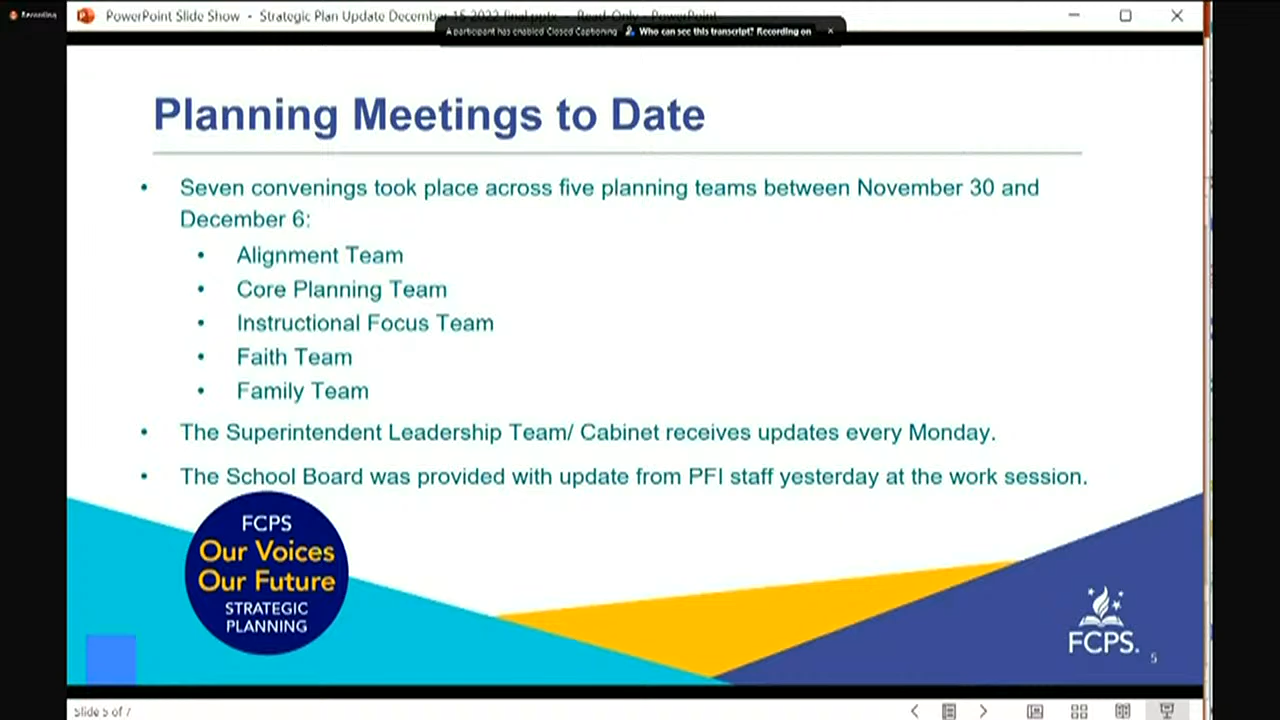 Recording
PowerPoint Slide Show - Strategic Plan Update December 15 2022 final.pptx - Read-Only - PowerPoint
A participant has enabled Closed Captioning Who can see this transcript? Recording on
Planning Meetings to Date
• Seven convenings took place across five planning teams between November 30 and
December 6:
• Alignment Team
• Core Planning Team
• Instructional Focus Team
• Faith Team
• Family Team
• The Superintendent Leadership Team/ Cabinet receives updates every Monday.
• The School Board was provided with update from PFI staff yesterday at the work session.
FCPS
Our Voices
Our Future
STRATEGIC
PLANNING
FCPS.
5
Slide 5 of 7